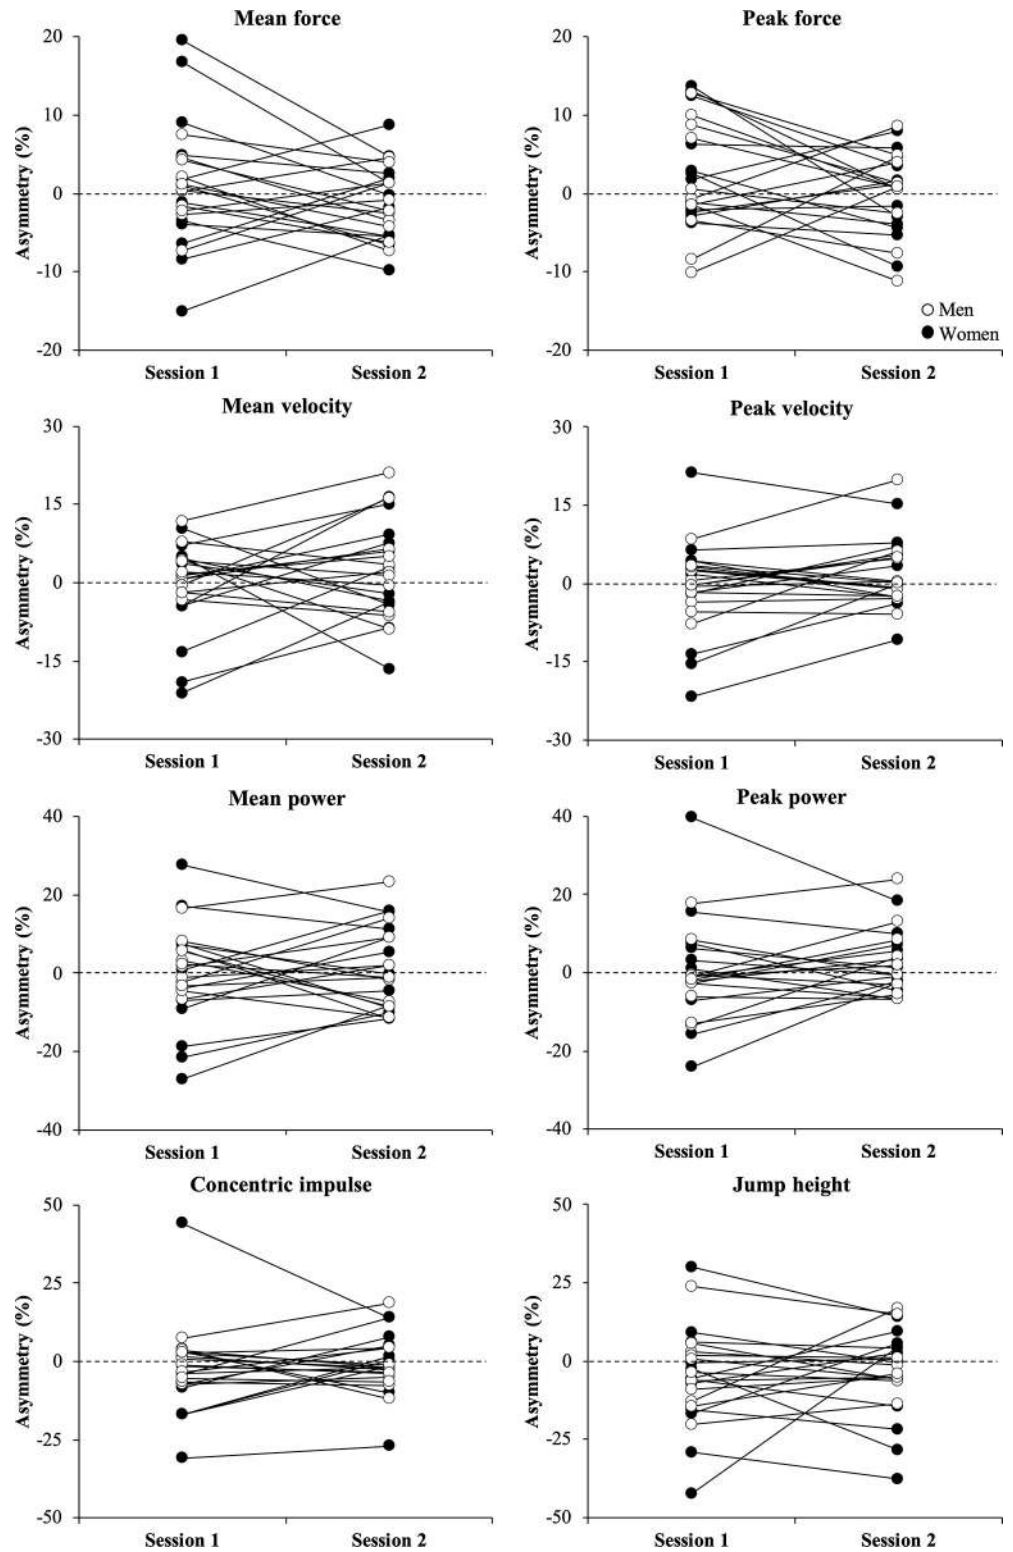 Mean force
20
10
0
-10
-20
Asymmetry (%)
Session 1
Session 2
Peak force
20
10
0
-10
-20
Asymmetry (%)
Men
Women
Session 1
Session 2
Mean velocity
30
15
0
-15
-30
Asymmetry (%)
Session 1
Session 2
Peak velocity
30
15
0
-15
-30
Asymmetry (%)
Session 1
Session 2
Mean power
40
20
0
-20
-40
Asymmetry (%)
Session 1
Session 2
Peak power
40
20
0
-20
-40
Asymmetry (%)
Session 1
Session 2
Concentric impulse
50
25
0
-25
-50
Asymmetry (%)
Session 1
Session 2
Jump height
50
25
0
-25
-50
Asymmetry (%)
Session 1
Session 2